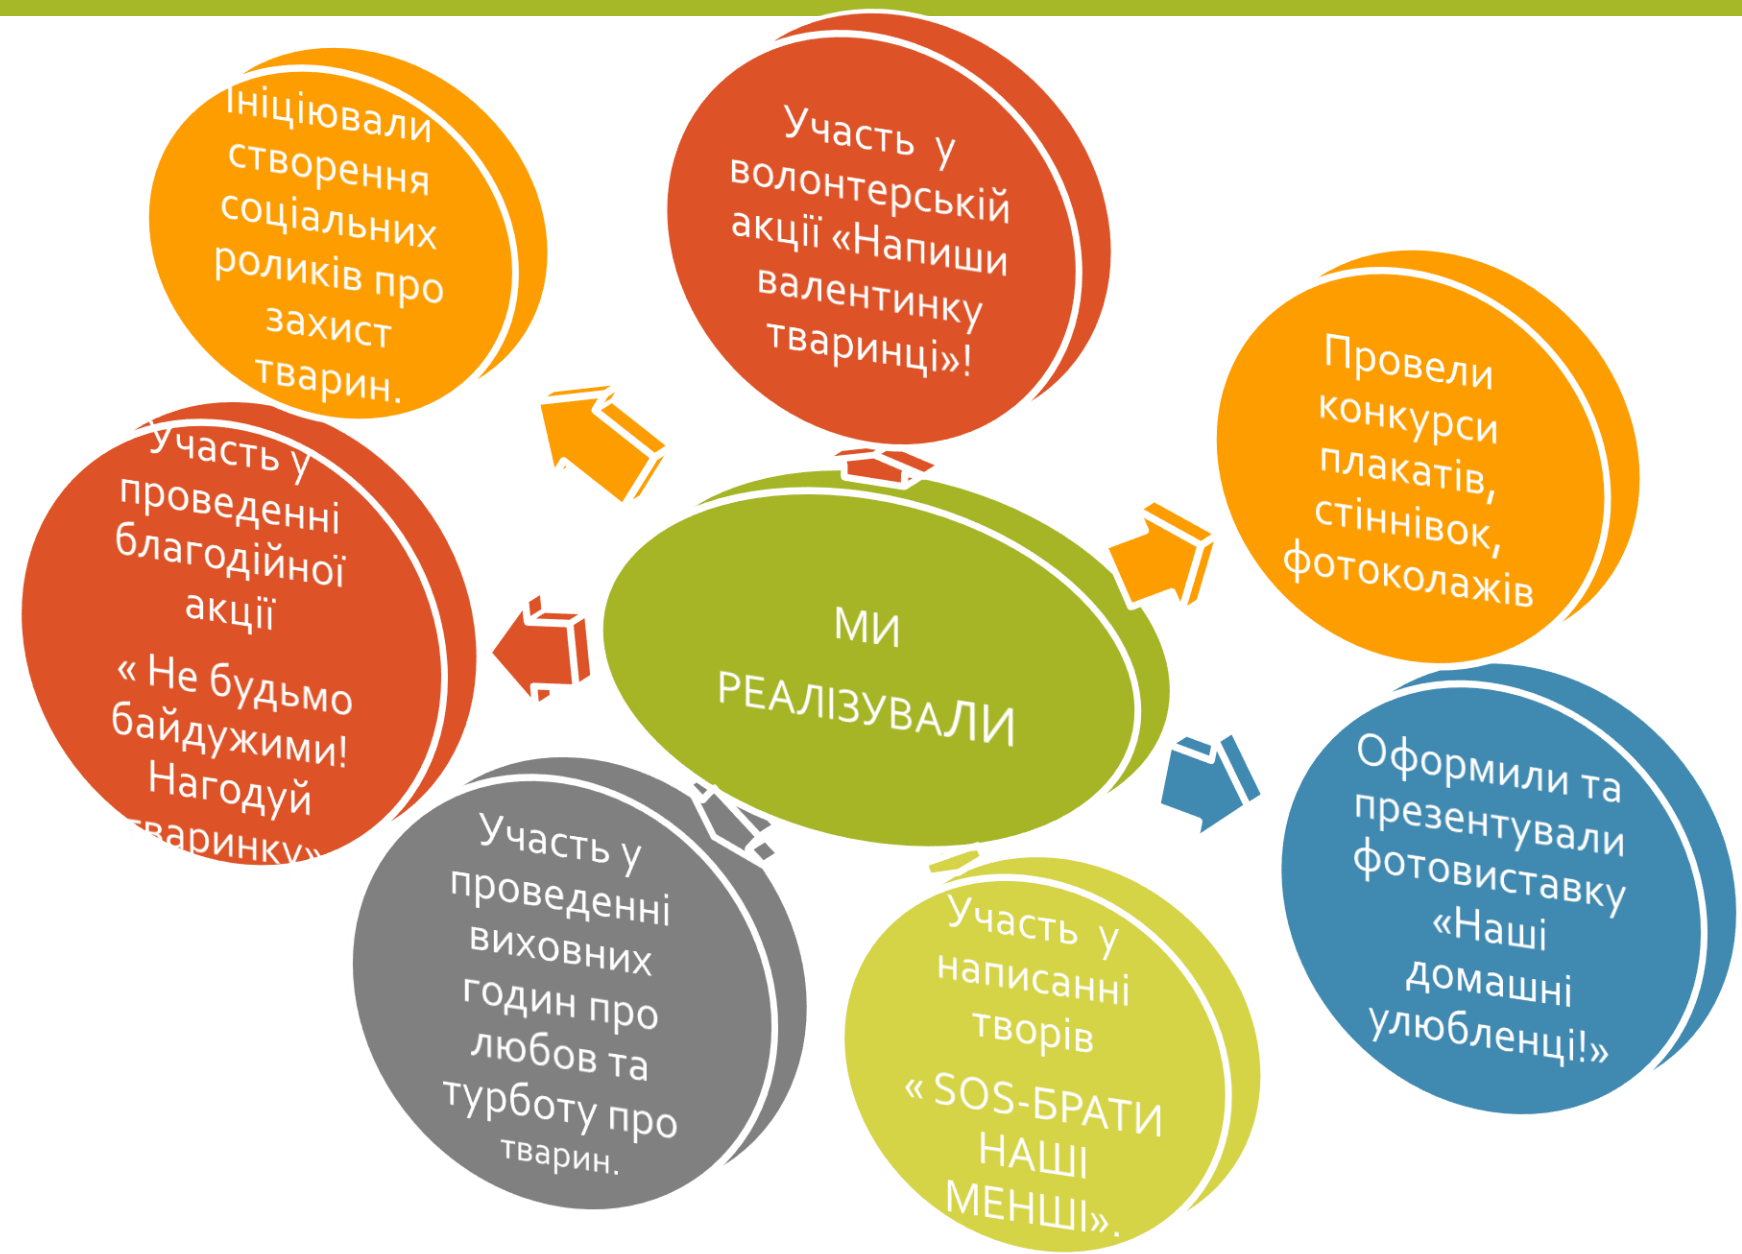 Ініціювали
створення
соціальних
роликів про
захист
тварин.
Участь у
волонтерській
акції «Напиши
валентинку
тваринці»!
Провели
конкурси
плакатів,
стіннівок,
фотоколажів
Участь у
проведенні
благодійної
акції
« Не будьмо
байдужими!
Нагодуй
тваринку»
МИ
РЕАЛІЗУВАЛИ
Оформили та
презентували
фотовиставку
«Наші
домашні
улюбленці!»
Участь у
проведенні
виховних
годин про
любов та
турботу про
тварин.
Участь у
написанні
творів
« SOS-БРАТИ
НАШІ
МЕНШІ».